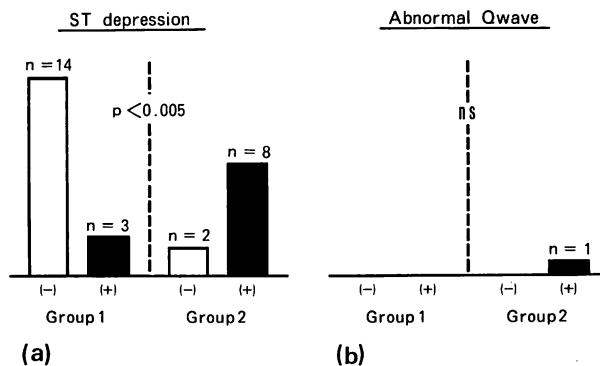 ST depression
n = 14
p <0.005
n = 8
n = 3
n = 2
(-) (+) (-) (+)
Group 1 Group 2
(a)
Abnormal Qwave
ns
n = 1
(-) (+) (-) (+)
Group 1 Group 2
(b)